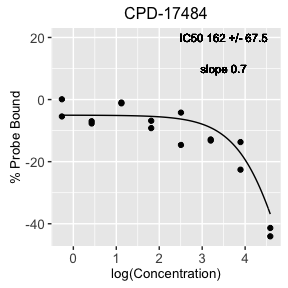 CPD-17484
20
0
-20
-40
% Probe Bound
IC50 162 +/- 67.5
slope 0.7
0 1 2 3 4
log(Concentration)